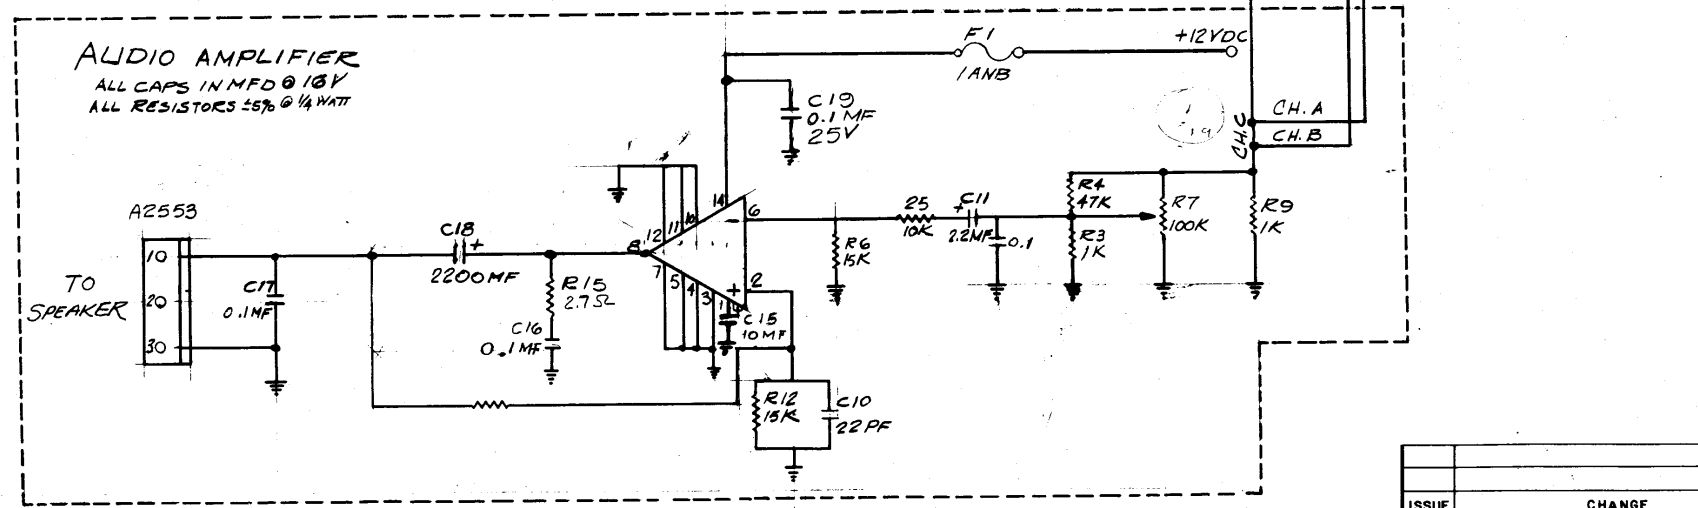 AUDIO AMPLIFIER
ALL CAPS IN MFD @ 16V
ALL RESISTORS ±5% @ 1/4 WATT
F1
1ANB
+12VDC
C19
0.1MF
25V
CH.A
CH.B
CH.C
A2553
TO
SPEAKER
10
20
30
C17
0.1MF
C18
+
2200MF
R15
2.7Ω
C16
0.1MF
8
12
11
10
14
6
-
7
5
4
3
1
+
2
C15
10MF
R12
15K
C10
22PF
R6
15K
25
10K
C11
+
2.2MF
0.1
R4
47K
R3
1K
R7
100K
R9
1K
ISSUE
CHANGE